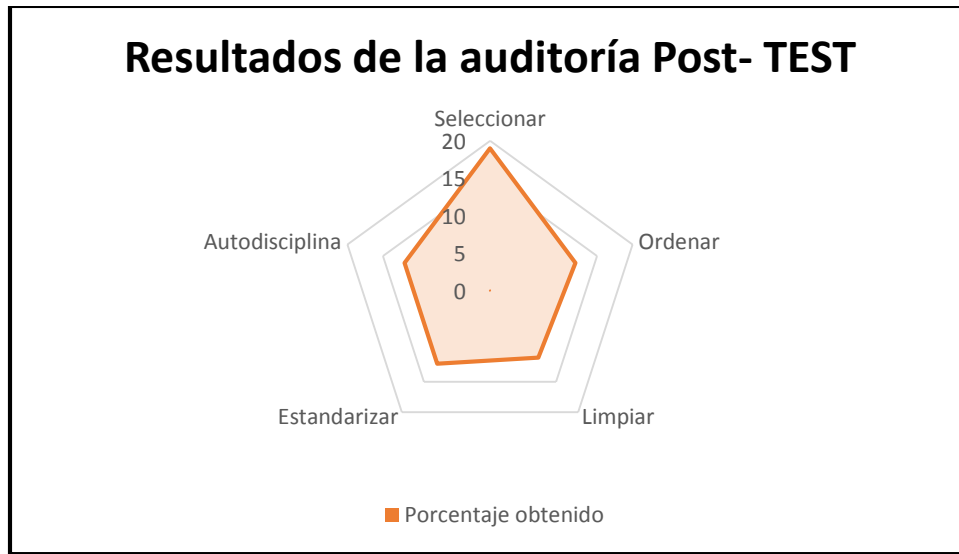 Resultados de la auditoría Post- TEST
Seleccionar
20
15
10
5
0
Autodisciplina
Ordenar
Estandarizar
Limpiar
Porcentaje obtenido